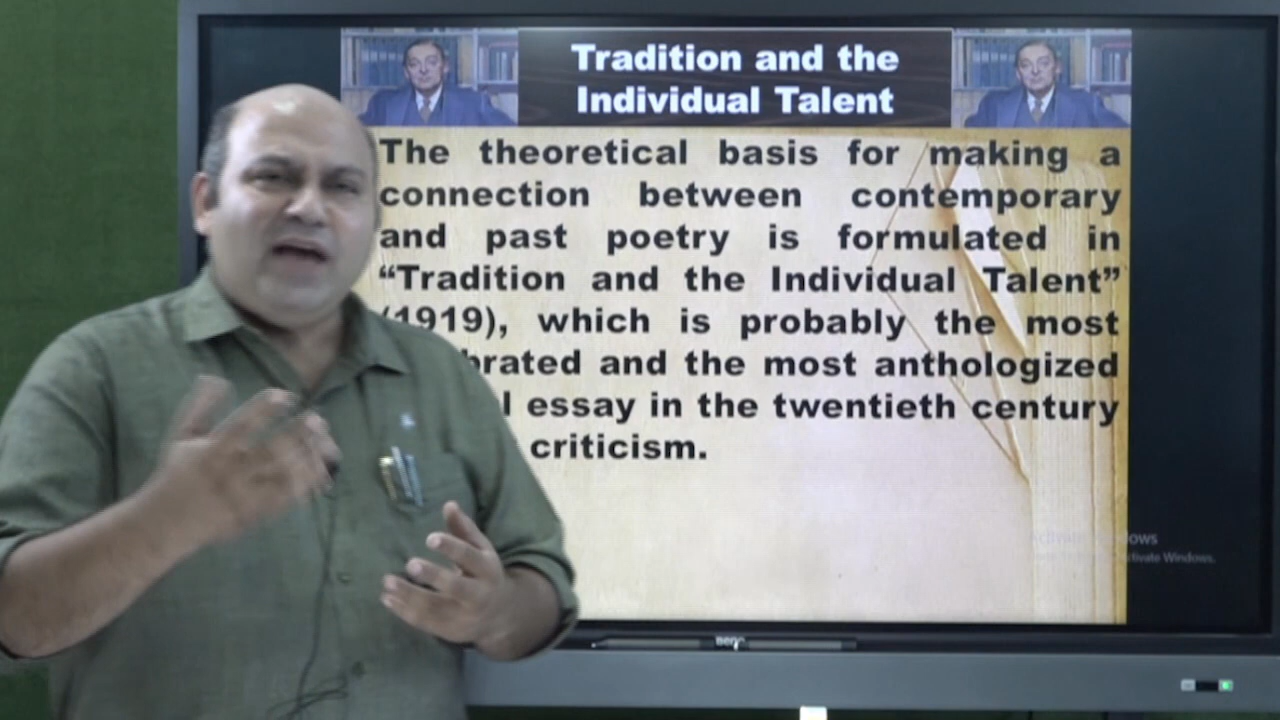 Tradition and the
Individual Talent
The theoretical basis for making a
connection between contemporary
and past poetry is formulated in
“Tradition and the Individual Talent”
(1919), which is probably the most
and the most anthologized
essay in the twentieth century
criticism.
BenQ